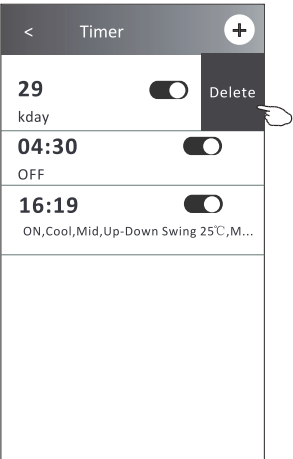 < Timer +
29
kday
Delete
04:30
OFF
16:19
ON,Cool,Mid,Up-Down Swing 25℃,M...